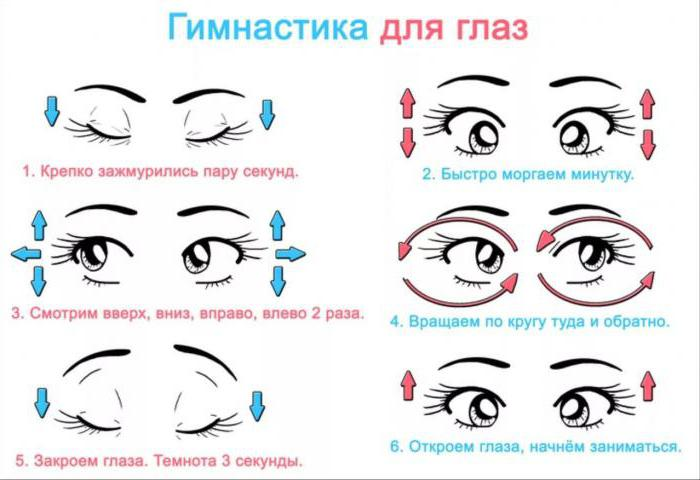 Гимнастика для глаз
1. Крепко зажмурились пару секунд.
2. Быстро моргаем минутку.
3. Смотрим вверх, вниз, вправо, влево 2 раза.
4. Вращаем по кругу туда и обратно.
5. Закроем глаза. Темнота 3 секунды.
6. Откроем глаза, начнём заниматься.